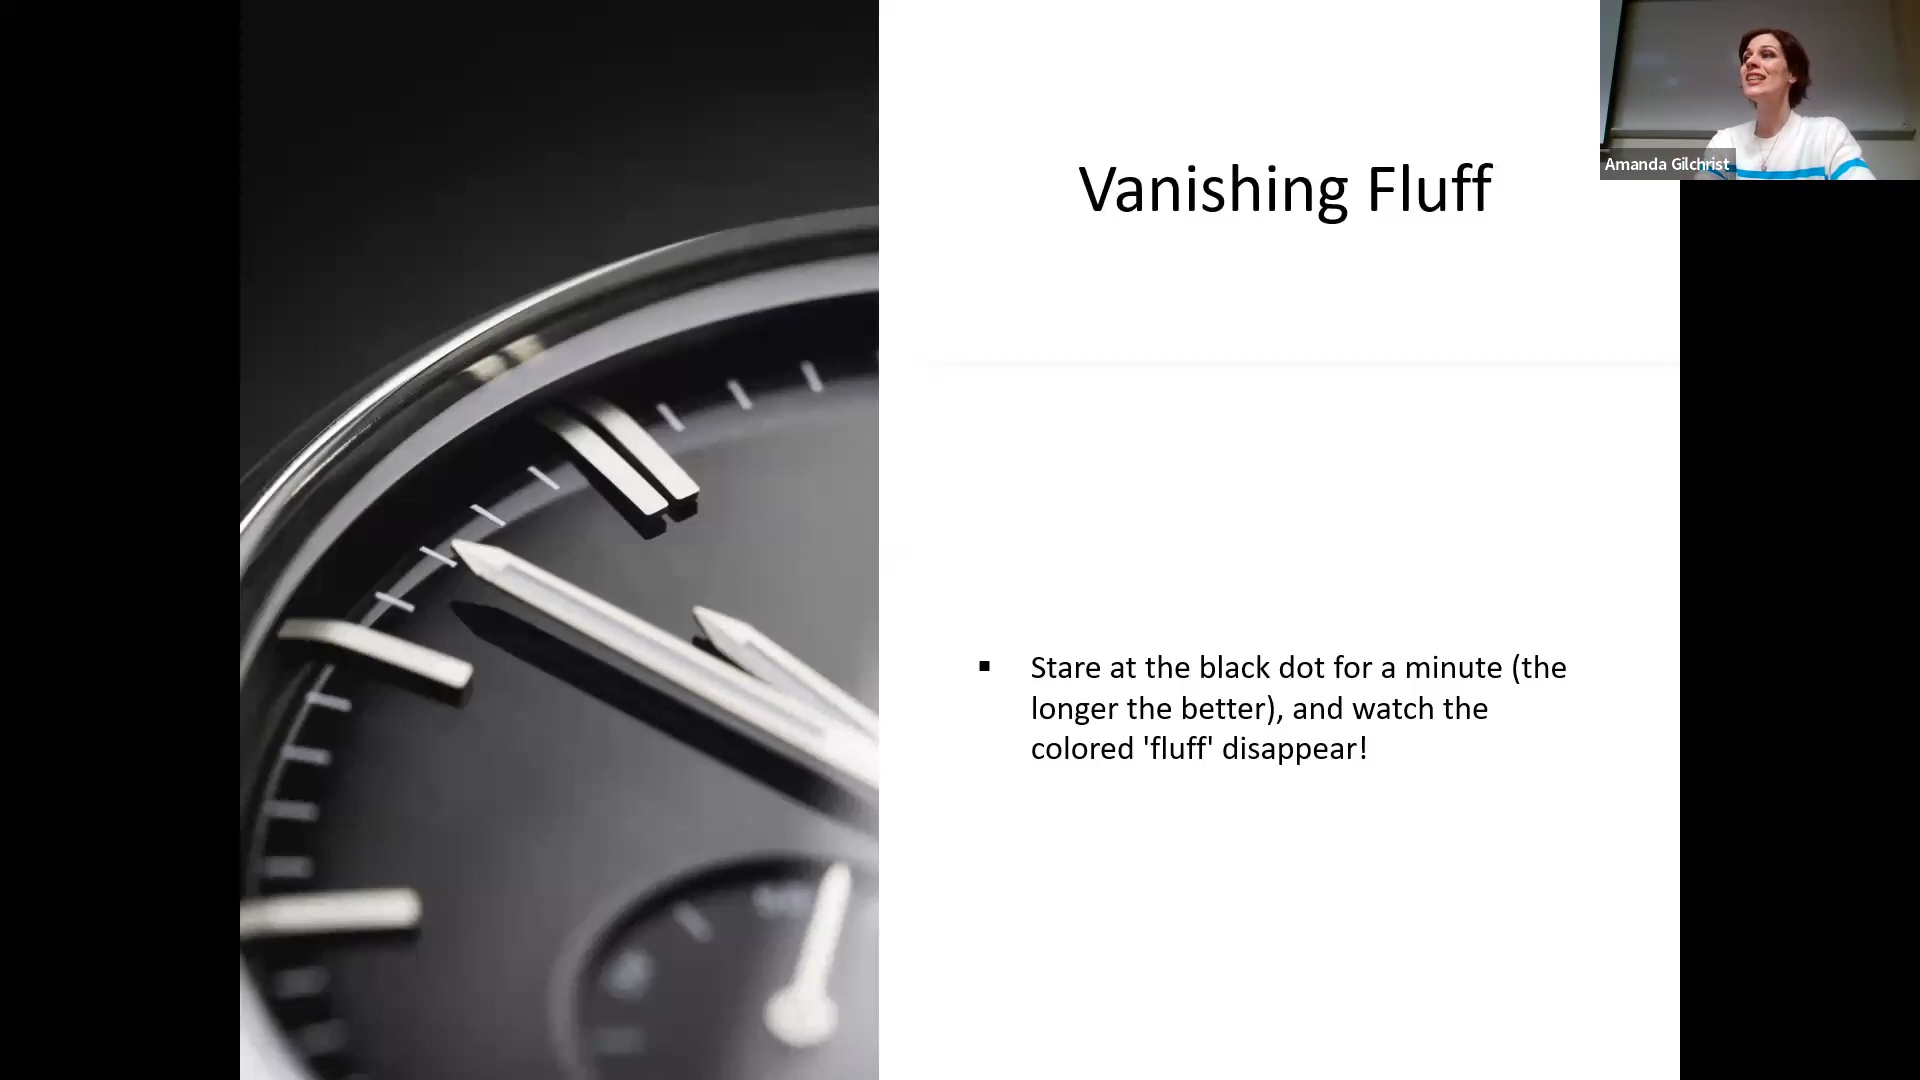 Vanishing Fluff
Amanda Gilchrist
▪ Stare at the black dot for a minute (the
longer the better), and watch the
colored 'fluff' disappear!